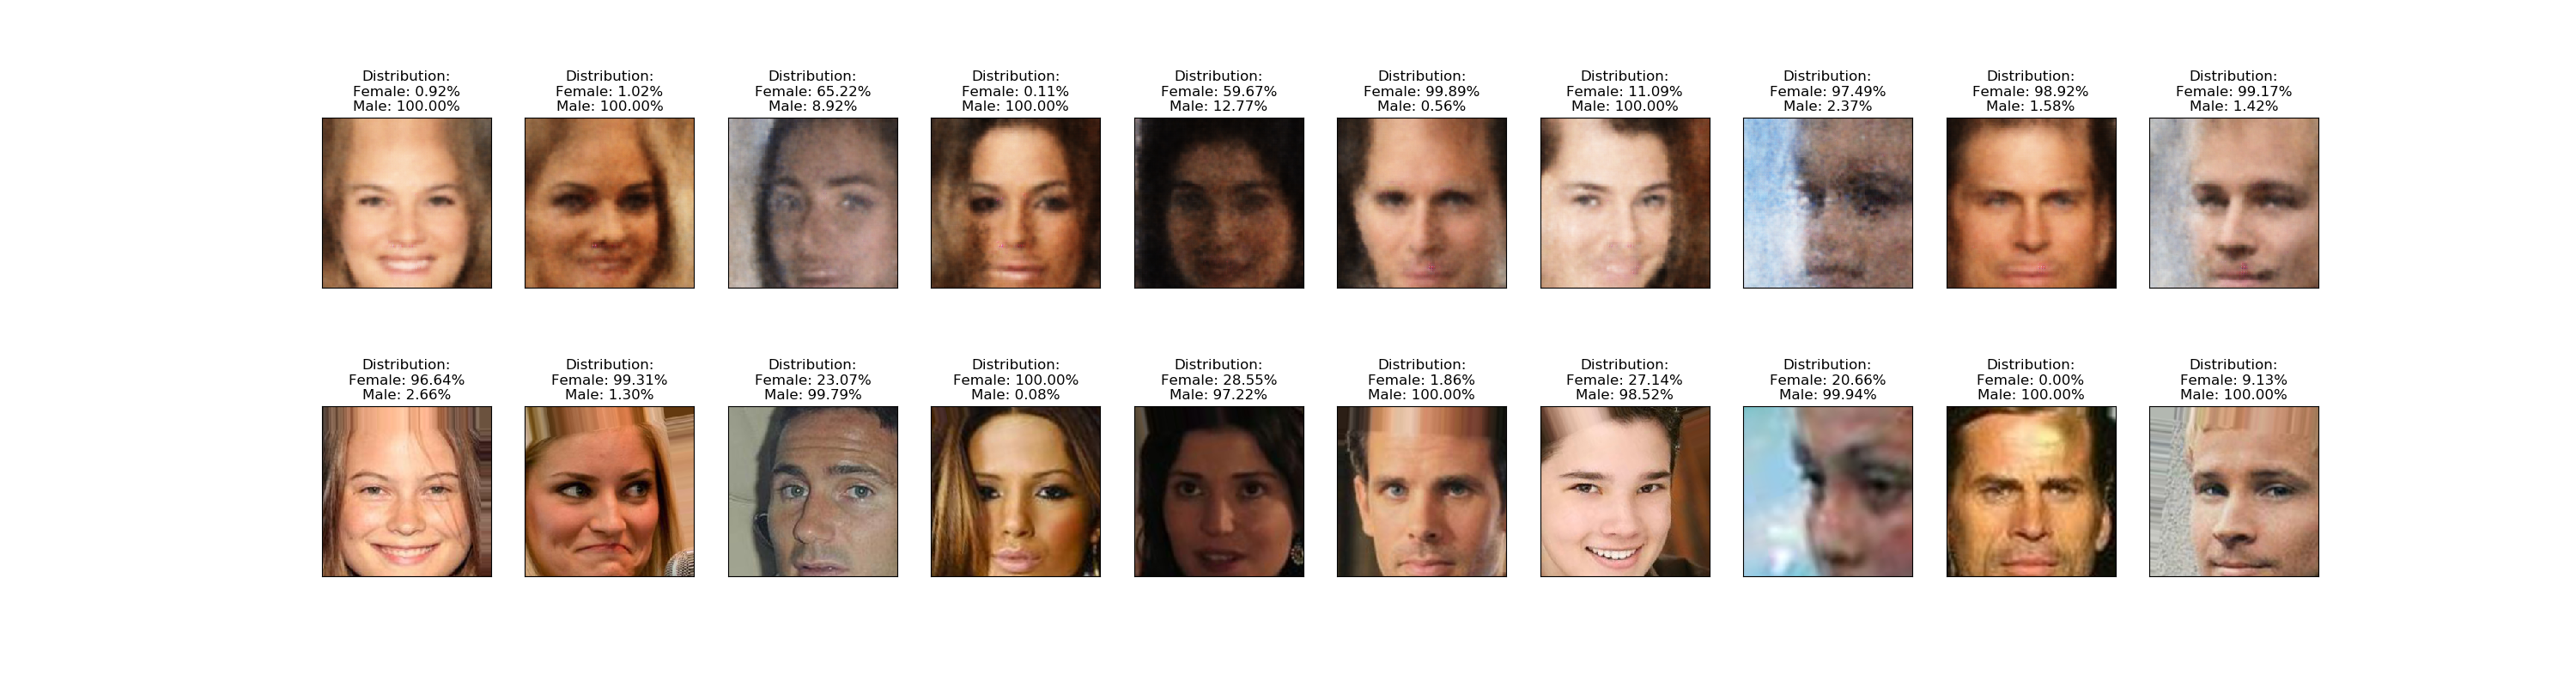 Distribution:
Female: 0.92%
Male: 100.00%
Distribution:
Female: 1.02%
Male: 100.00%
Distribution:
Female: 65.22%
Male: 8.92%
Distribution:
Female: 0.11%
Male: 100.00%
Distribution:
Female: 59.67%
Male: 12.77%
Distribution:
Female: 99.89%
Male: 0.56%
Distribution:
Female: 11.09%
Male: 100.00%
Distribution:
Female: 97.49%
Male: 2.37%
Distribution:
Female: 98.92%
Male: 1.58%
Distribution:
Female: 99.17%
Male: 1.42%
Distribution:
Female: 96.64%
Male: 2.66%
Distribution:
Female: 99.31%
Male: 1.30%
Distribution:
Female: 23.07%
Male: 99.79%
Distribution:
Female: 100.00%
Male: 0.08%
Distribution:
Female: 28.55%
Male: 97.22%
Distribution:
Female: 1.86%
Male: 100.00%
Distribution:
Female: 27.14%
Male: 98.52%
Distribution:
Female: 20.66%
Male: 99.94%
Distribution:
Female: 0.00%
Male: 100.00%
Distribution:
Female: 9.13%
Male: 100.00%